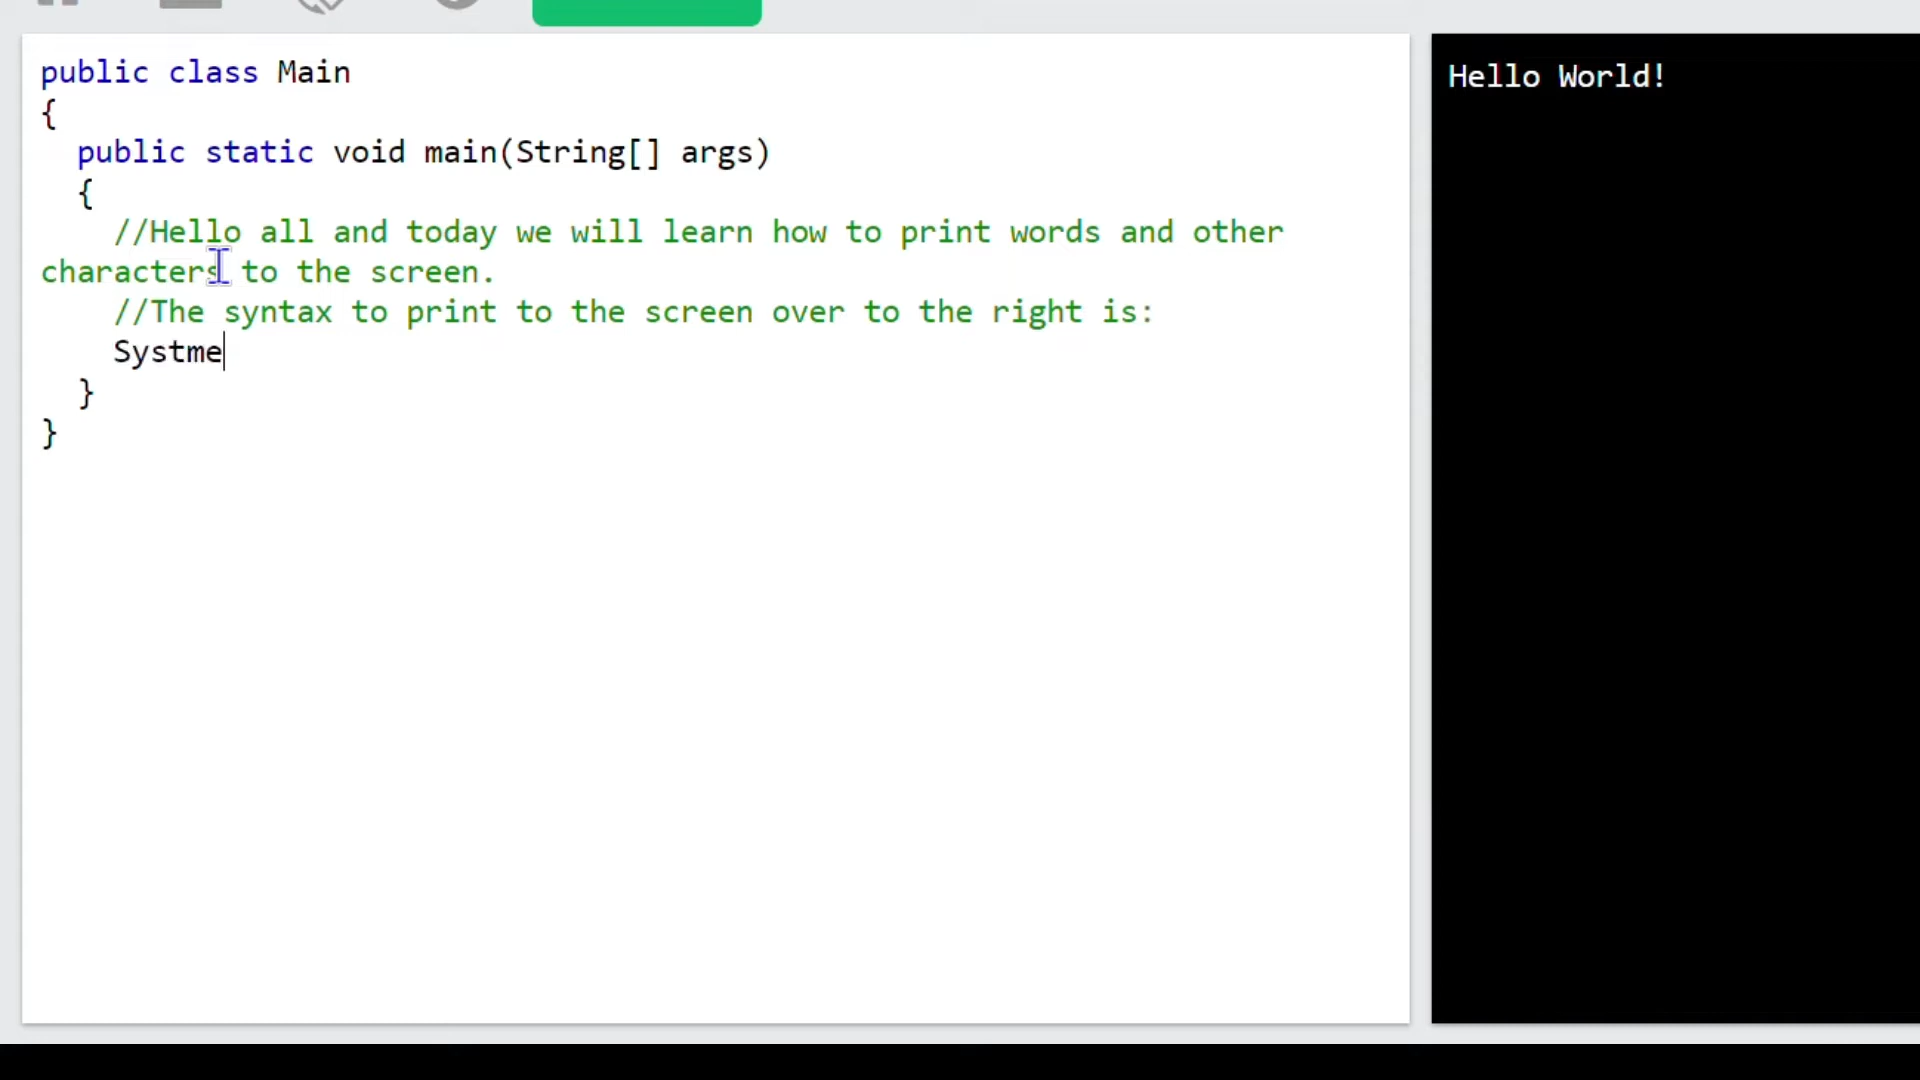 public class Main
{
public static void main(String[] args)
{
//Hello all and today we will learn how to print words and other
characters to the screen.
//The syntax to print to the screen over to the right is:
Systme
}
}
Hello World!